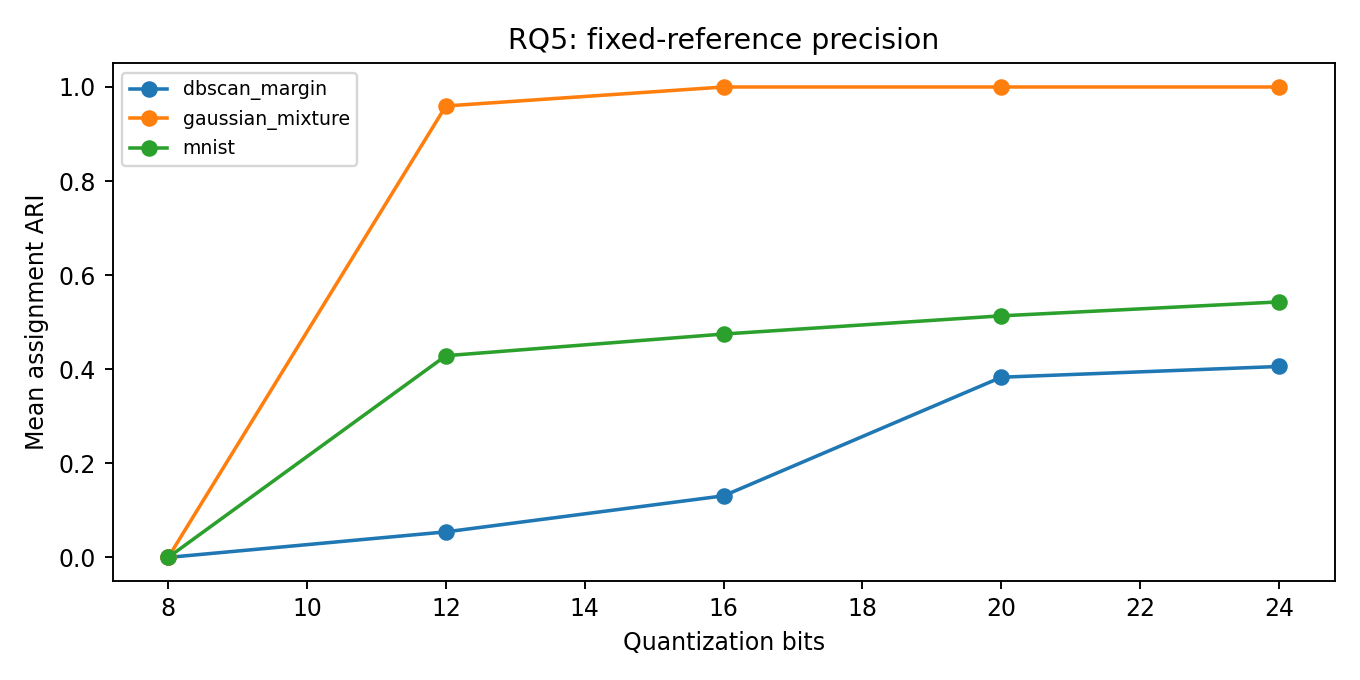 RQ5: fixed-reference precision
dbscan_margin
gaussian_mixture
mnist
Mean assignment ARI
1.0
0.8
0.6
0.4
0.2
0.0
8 10 12 14 16 18 20 22 24
Quantization bits